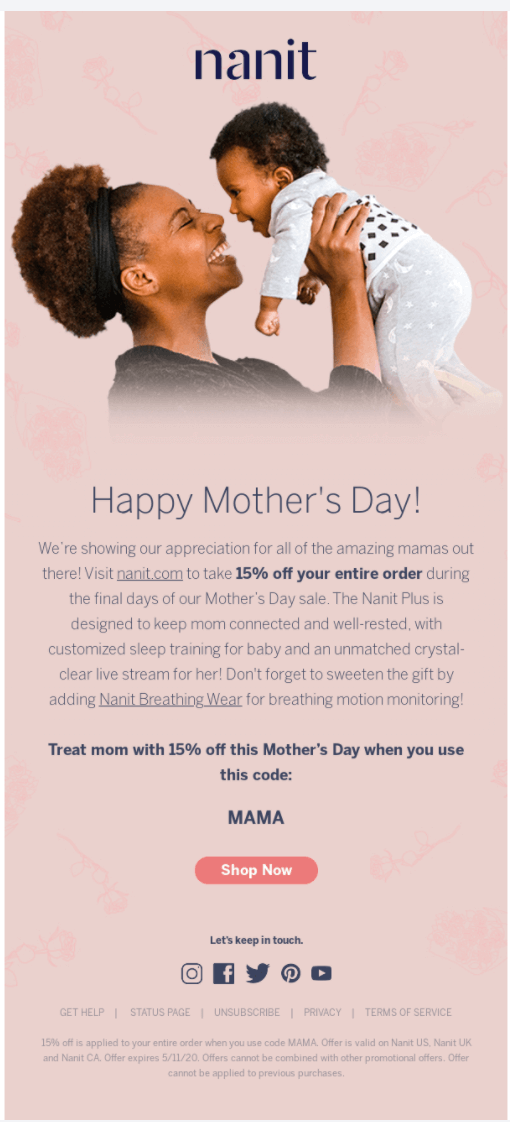 nanit
Happy Mother's Day!
We're showing our appreciation for all of the amazing mamas out
there! Visit nanit.com to take 15% off your entire order during
the final days of our Mother's Day sale. The Nanit Plus is
designed to keep mom connected and well-rested, with
customized sleep training for baby and an unmatched crystal-
clear live stream for her! Don't forget to sweeten the gift by
adding Nanit Breathing Wear for breathing motion monitoring!
Treat mom with 15% off this Mother's Day when you use
this code:
MAMA
Shop Now
Let's keep in touch.
GET HELP | STATUS PAGE | UNSUBSCRIBE | PRIVACY | TERMS OF SERVICE
15% off is applied to your entire order when you use code MAMA. Offer is valid on Nanit US, Nanit UK
and Nanit CA. Offer expires 5/11/20. Offers cannot be combined with other promotional offers. Offer
cannot be applied to previous purchases.